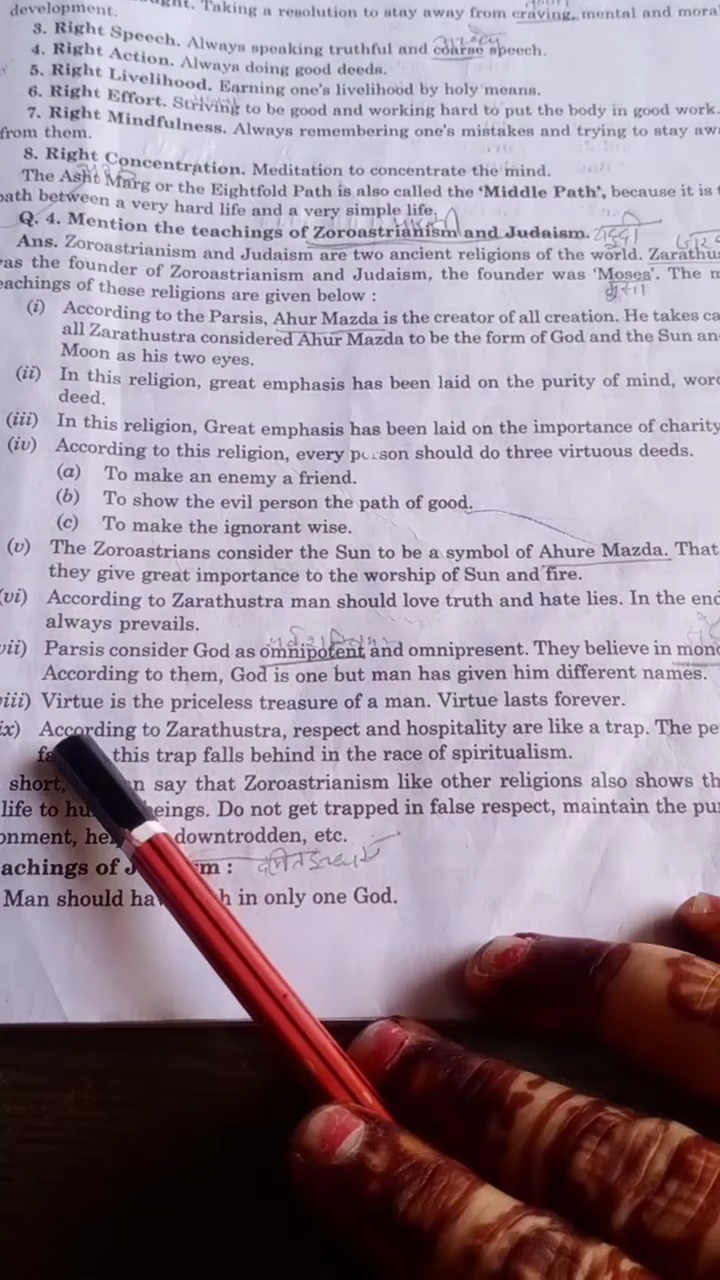 development. Taking a resolution to stay away from craving, mental and mora
3. Right Speech. Always speaking truthful and coarse speech.
4. Right Action. Always doing good deeds.
5. Right Livelihood. Earning one's livelihood by holy means.
6. Right Effort. Striving to be good and working hard to put the body in good work.
7. Right Mindfulness. Always remembering one's mistakes and trying to stay aw
from them.
8. Right Concentration. Meditation to concentrate the mind.
The Asht Marg or the Eightfold Path is also called the 'Middle Path', because it is
path between a very hard life and a very simple life.
Q. 4. Mention the teachings of Zoroastrianism and Judaism.
Ans. Zoroastrianism and Judaism are two ancient religions of the world. Zarathu
as the founder of Zoroastrianism and Judaism, the founder was 'Moses'. The m
eachings of these religions are given below :
(i) According to the Parsis, Ahur Mazda is the creator of all creation. He takes ca
all Zarathustra considered Ahur Mazda to be the form of God and the Sun an
Moon as his two eyes.
(ii) In this religion, great emphasis has been laid on the purity of mind, wor
deed.
(iii) In this religion, Great emphasis has been laid on the importance of charity
(iv) According to this religion, every person should do three virtuous deeds.
(a) To make an enemy a friend.
(b) To show the evil person the path of good.
(c) To make the ignorant wise.
(v) The Zoroastrians consider the Sun to be a symbol of Ahure Mazda. That
they give great importance to the worship of Sun and fire.
vi) According to Zarathustra man should love truth and hate lies. In the end
always prevails.
vii) Parsis consider God as omnipotent and omnipresent. They believe in mono
According to them, God is one but man has given him different names.
iii) Virtue is the priceless treasure of a man. Virtue lasts forever.
ix) According to Zarathustra, respect and hospitality are like a trap. The pe
this trap falls behind in the race of spiritualism.
short, say that Zoroastrianism like other religions also shows th
life to eings. Do not get trapped in false respect, maintain the pu
onment, downtrodden, etc.
achings of m :
Man should ha h in only one God.